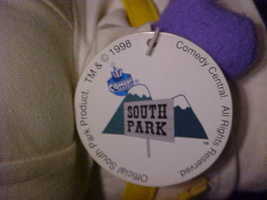 Official South Park Product. TM & © 1998 Comedy Central. All Rights Reserved.
SOUTH
PARK